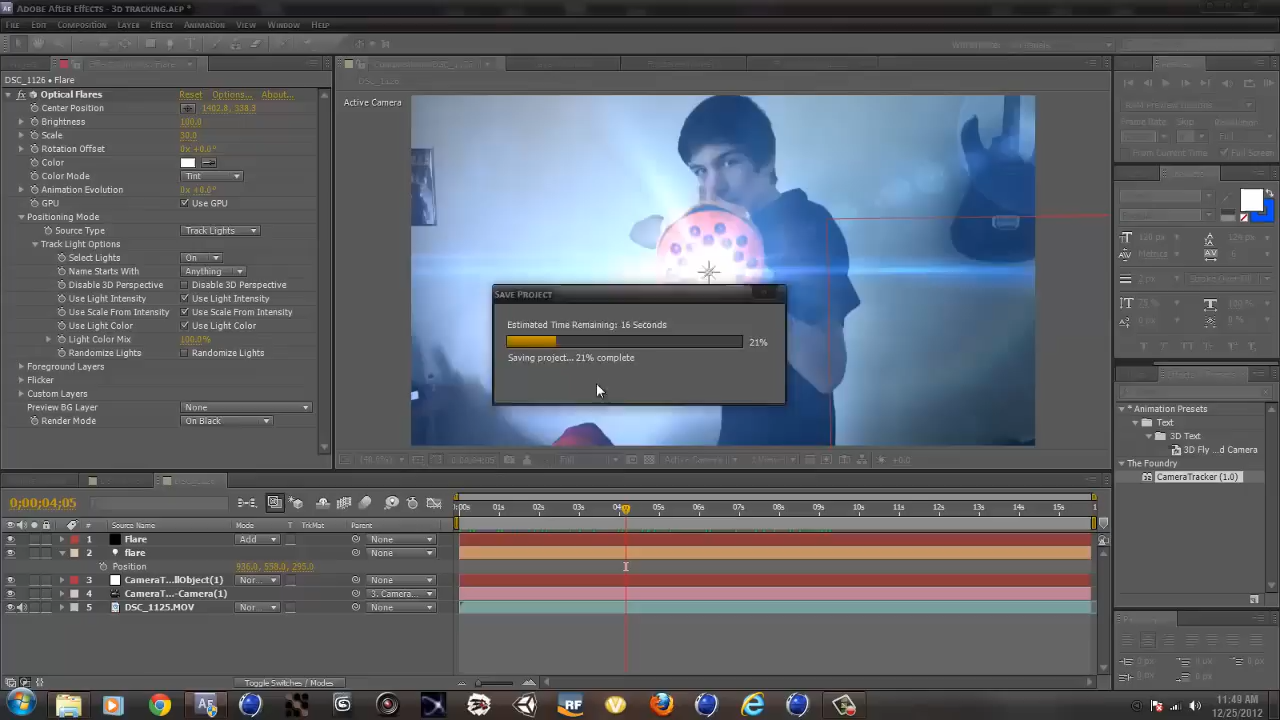 ADOBE AFTER EFFECTS - 3D TRACKING.AEP *
FILE EDIT COMPOSITION LAYER EFFECT ANIMATION VIEW WINDOW HELP
DSC_1126 • Flare
Optical Flares Reset Options... About...
Center Position 1402.8, 338.3
Brightness 100.0
Scale 30.0
Rotation Offset 0x +0.0°
Color
Color Mode Tint
Animation Evolution 0x +0.0°
GPU Use GPU
Positioning Mode
Source Type Track Lights
Track Light Options
Select Lights On
Name Starts With Anything
Disable 3D Perspective Disable 3D Perspective
Use Light Intensity Use Light Intensity
Use Scale From Intensity Use Scale From Intensity
Use Light Color Use Light Color
Light Color Mix 100.0%
Randomize Lights Randomize Lights
Foreground Layers
Flicker
Custom Layers
Preview BG Layer None
Render Mode On Black
Active Camera
SAVE PROJECT
Estimated Time Remaining: 16 Seconds
21%
Saving project... 21% complete
From Current Time Full Screen
* Animation Presets
Text
3D Text
3D Fly ...d Camera
The Foundry
CameraTracker (1.0)
0;00;04;05
:00s 01s 02s 03s 04s 05s 06s 07s 08s 09s 10s 11s 12s 13s 14s 15s
# Source Name Mode T TrkMat Parent
1 Flare Add None
2 flare None
Position 936.0, 558.0, 295.0
3 CameraT...llObject(1) Nor... None
4 CameraT...-Camera(1) 3. Camera...
5 DSC_1125.MOV Nor... None
Toggle Switches / Modes
11:49 AM
12/25/2012